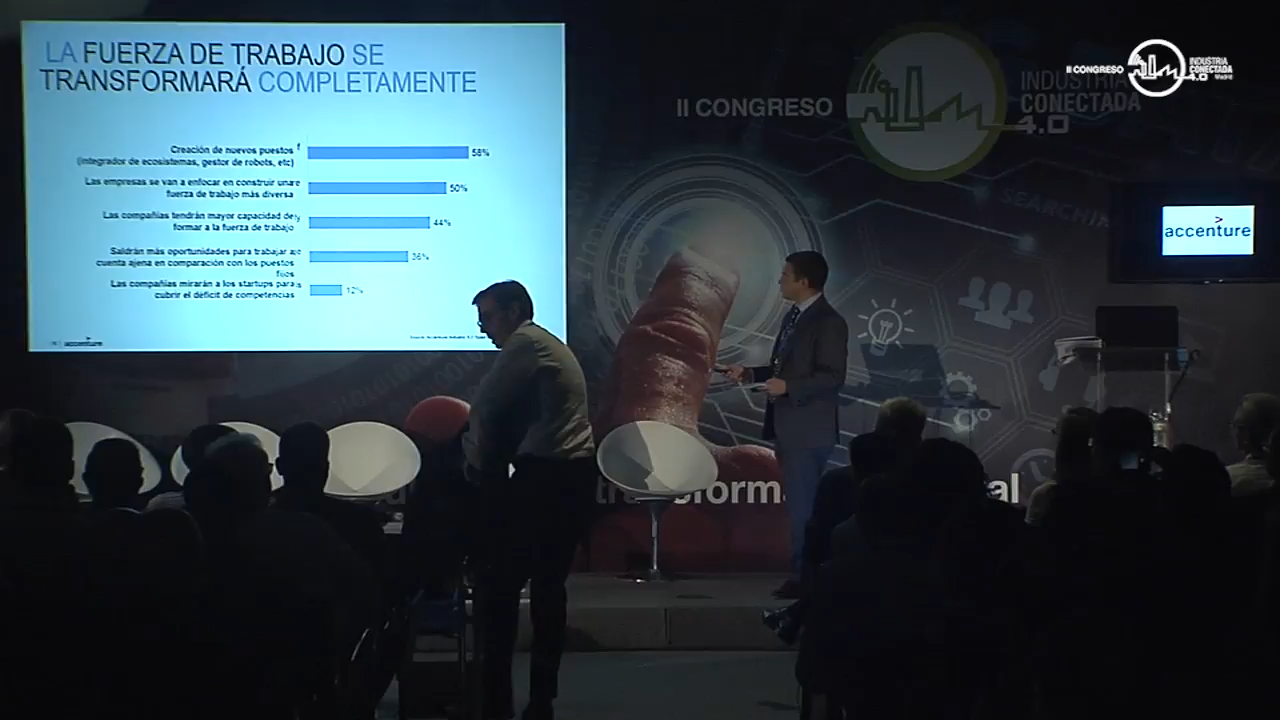 LA FUERZA DE TRABAJO SE
TRANSFORMARÁ COMPLETAMENTE
Creación de nuevos puestos
(integrador de ecosistemas, gestor de robots, etc)
58%
Las empresas se van a enfocar en construir una
fuerza de trabajo más diversa
50%
Las compañías tendrán mayor capacidad de
formar a la fuerza de trabajo
44%
Saldrán más oportunidades para trabajar
cuenta ajena en comparación con los puestos
fijos
36%
Las compañías mirarán a los startups para
cubrir el déficit de competencias
12%
accenture
II CONGRESO
INDUSTRIA
CONECTADA
4.0
II CONGRESO
INDUSTRIA
CONECTADA
4.0 Madrid
SEARCHIN
accenture